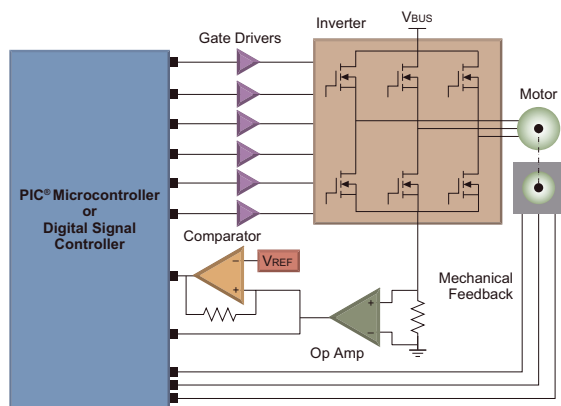 Gate Drivers
Inverter
VBUS
Motor
PIC® Microcontroller
or
Digital Signal
Controller
Comparator
–
VREF
+
Mechanical
Feedback
+
–
Op Amp